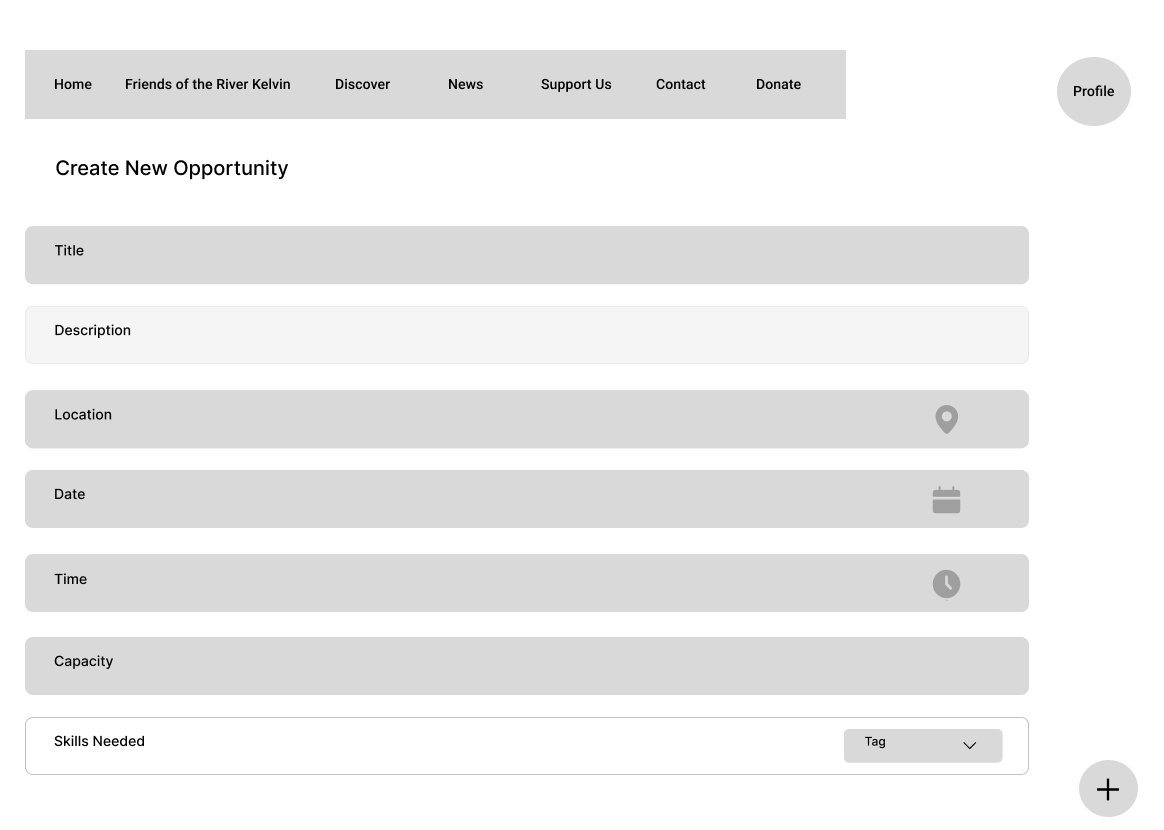 Home Friends of the River Kelvin Discover News Support Us Contact Donate
Profile
Create New Opportunity
Title
Description
Location
Date
Time
Capacity
Skills Needed Tag